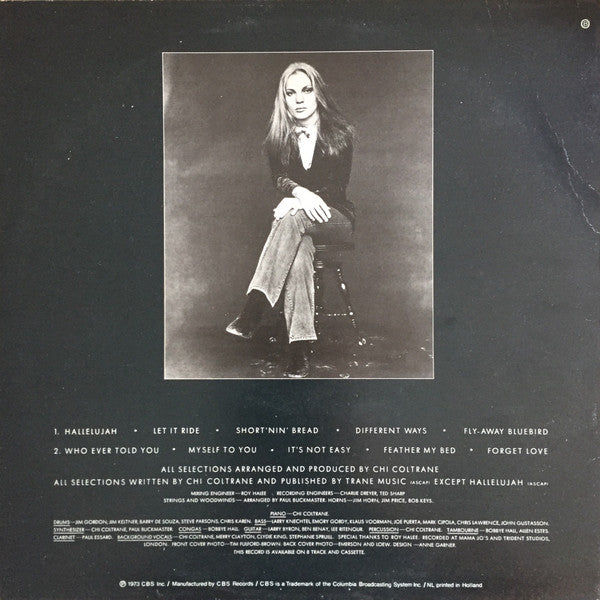 B
1. HALLELUJAH • LET IT RIDE • SHORT'NIN' BREAD • DIFFERENT WAYS • FLY-AWAY BLUEBIRD
2. WHO EVER TOLD YOU • MYSELF TO YOU • IT'S NOT EASY • FEATHER MY BED • FORGET LOVE
ALL SELECTIONS ARRANGED AND PRODUCED BY CHI COLTRANE
ALL SELECTIONS WRITTEN BY CHI COLTRANE AND PUBLISHED BY TRANE MUSIC (ASCAP) EXCEPT HALLELUJAH (ASCAP)
MIXING ENGINEER—ROY HALEE . RECORDING ENGINEERS—CHARLIE DREYER, TED SHARP
STRINGS AND WOODWINDS—ARRANGED BY PAUL BUCKMASTER. HORNS—JIM HORN, JIM PRICE, BOB KEYS.
PIANO—CHI COLTRANE.
DRUMS—JIM GORDON, JIM KELTNER, BARRY DE SOUZA, STEVE PARSONS, CHRIS KAREN. BASS—LARRY KNECHTEL, EMORY GORDY, KLAUS VOORMAN, JOE PUERTA, MARK CIPOLA, CHRIS LAWRENCE, JOHN GUSTASSON.
SYNTHESIZER—CHI COLTRANE, PAUL BUCKMASTER. CONGAS—BOBBYE HALL. GUITAR—LARRY BYROM, BEN BENAY, LEE RITENOUR. PERCUSSION—CHI COLTRANE. TAMBOURINE—BOBBYE HALL, ALLEN ESTES.
CLARINET—PAUL ESSARD. BACKGROUND VOCALS—CHI COLTRANE, MERRY CLAYTON, CLYDIE KING, STEPHANIE SPRUILL. SPECIAL THANKS TO ROY HALEE. RECORDED AT MAMA JO'S AND TRIDENT STUDIOS,
LONDON. FRONT COVER PHOTO—TIM FULFORD-BROWN. BACK COVER PHOTO—EMERSON AND LOEW. DESIGN—ANNE GARNER.
THIS RECORD IS AVAILABLE ON 8 TRACK AND CASSETTE.
Ⓟ 1973 CBS Inc. / Manufactured by CBS Records / CBS is a Trademark of the Columbia Broadcasting System Inc. / NL printed in Holland